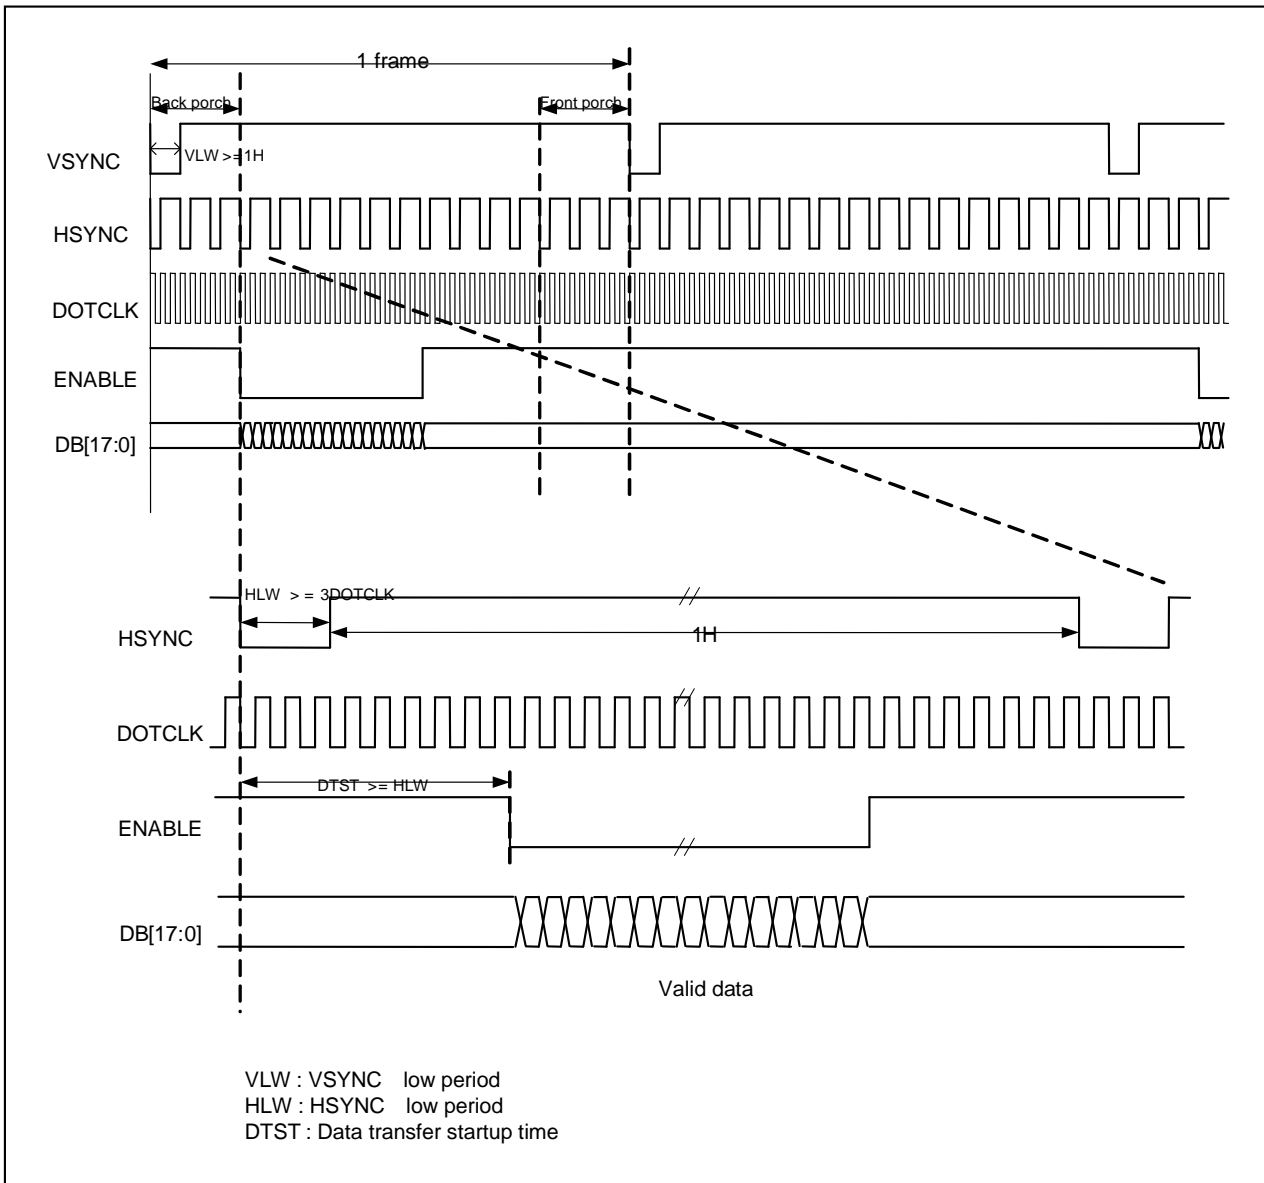 1 frame
Back porch
Front porch
VLW >= 1H
VSYNC
HSYNC
DOTCLK
ENABLE
DB[17:0]
HLW >= 3DOTCLK
HSYNC
1H
DOTCLK
DTST >= HLW
ENABLE
DB[17:0]
Valid data
VLW : VSYNC low period
HLW : HSYNC low period
DTST : Data transfer startup time